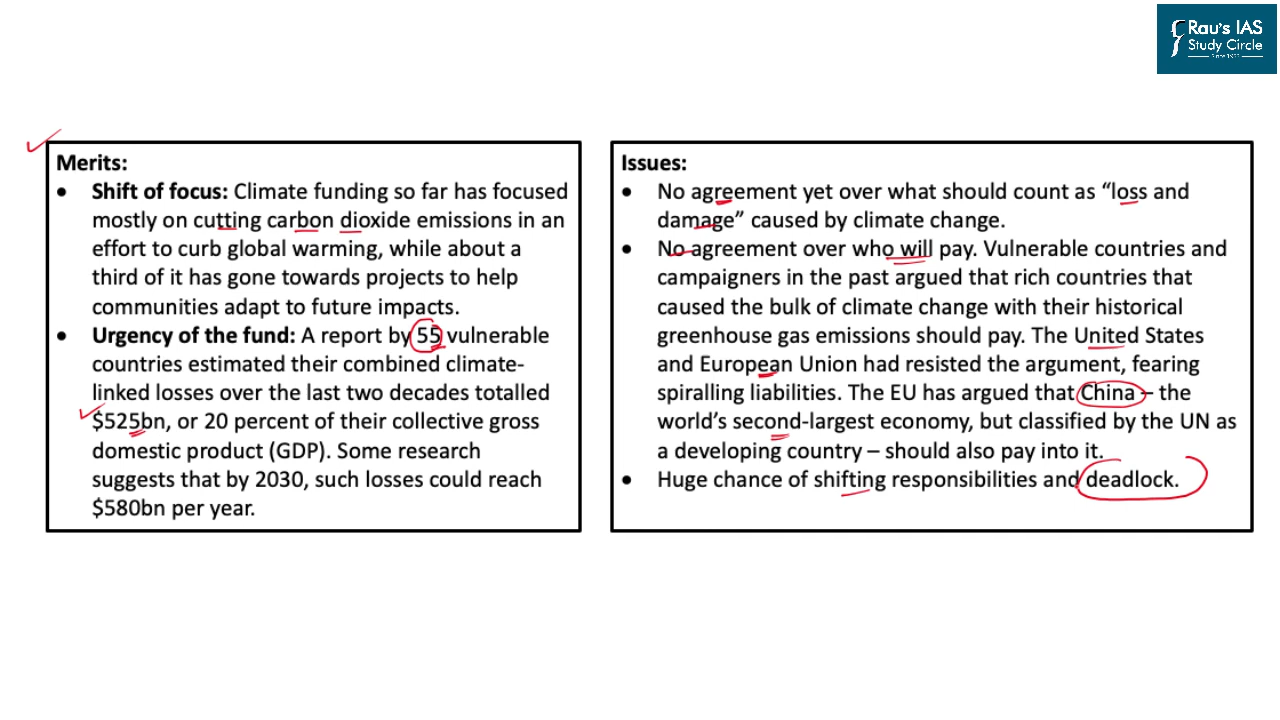 Rau's IAS
Study Circle
Merits:
• Shift of focus: Climate funding so far has focused
mostly on cutting carbon dioxide emissions in an
effort to curb global warming, while about a
third of it has gone towards projects to help
communities adapt to future impacts.
• Urgency of the fund: A report by 55 vulnerable
countries estimated their combined climate-
linked losses over the last two decades totalled
$525bn, or 20 percent of their collective gross
domestic product (GDP). Some research
suggests that by 2030, such losses could reach
$580bn per year.
Issues:
• No agreement yet over what should count as “loss and
damage” caused by climate change.
• No agreement over who will pay. Vulnerable countries and
campaigners in the past argued that rich countries that
caused the bulk of climate change with their historical
greenhouse gas emissions should pay. The United States
and European Union had resisted the argument, fearing
spiralling liabilities. The EU has argued that China – the
world’s second-largest economy, but classified by the UN as
a developing country – should also pay into it.
• Huge chance of shifting responsibilities and deadlock.